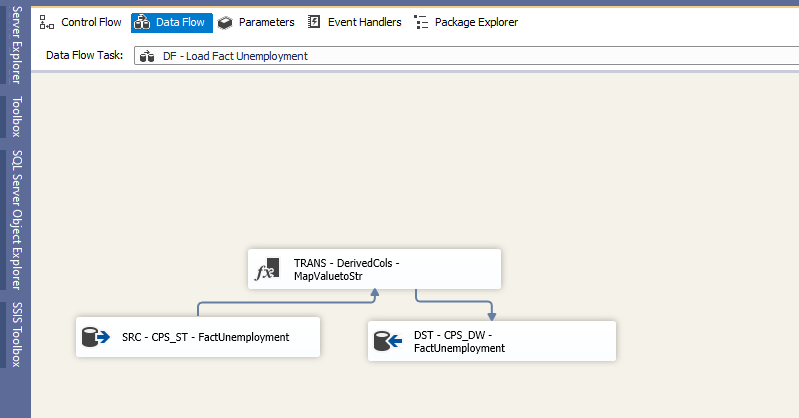 Control Flow
Data Flow
Parameters
Event Handlers
Package Explorer
Data Flow Task:
DF - Load Fact Unemployment
Server Explorer
Toolbox
SQL Server Object Explorer
SSIS Toolbox
TRANS - DerivedCols -
MapValuetoStr
SRC - CPS_ST - FactUnemployment
DST - CPS_DW -
FactUnemployment